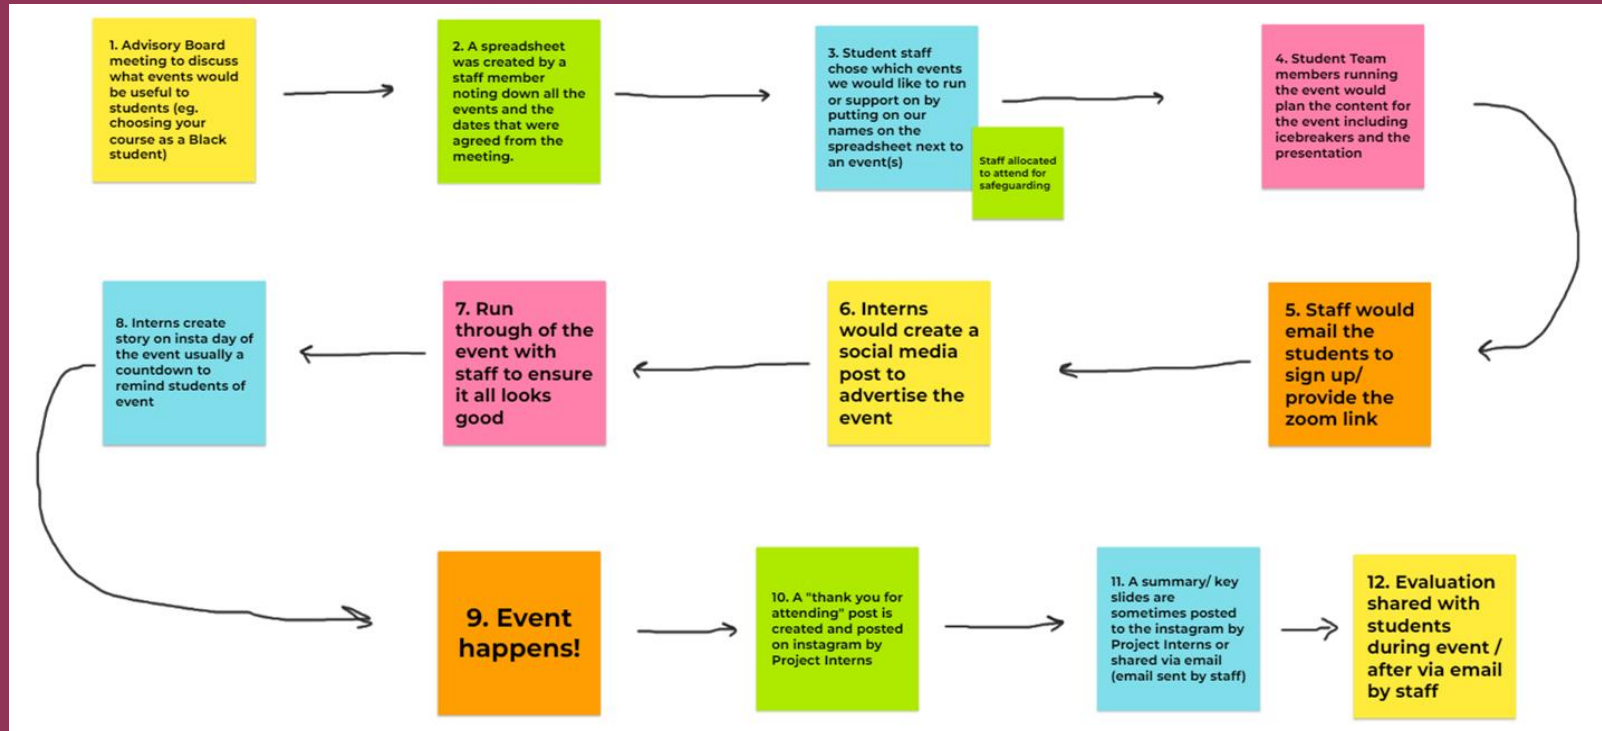 1. Advisory Board
meeting to discuss
what events would
be useful to
students (eg.
choosing your
course as a Black
student)
2. A spreadsheet
was created by a
staff member
noting down all the
events and the
dates that were
agreed from the
meeting.
3. Student staff
chose which events
we would like to run
or support on by
putting on our
names on the
spreadsheet next to
an event(s)
Staff allocated
to attend for
safeguarding
4. Student Team
members running
the event would
plan the content for
the event including
icebreakers and the
presentation
5. Staff would
email the
students to
sign up/
provide the
zoom link
6. Interns
would create a
social media
post to
advertise the
event
7. Run
through of the
event with
staff to ensure
it all looks
good
8. Interns create
story on insta day of
the event usually a
countdown to
remind students of
event
9. Event
happens!
10. A "thank you for
attending" post is
created and posted
on instagram by
Project Interns
11. A summary/ key
slides are
sometimes posted
to the instagram by
Project Interns or
shared via email
(email sent by staff)
12. Evaluation
shared with
students
during event /
after via email
by staff